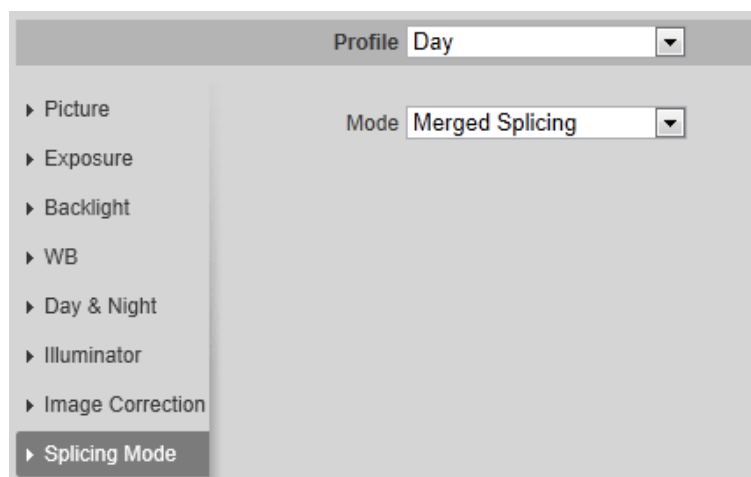 Profile Day
Picture
Mode Merged Splicing
Exposure
Backlight
WB
Day & Night
Illuminator
Image Correction
Splicing Mode